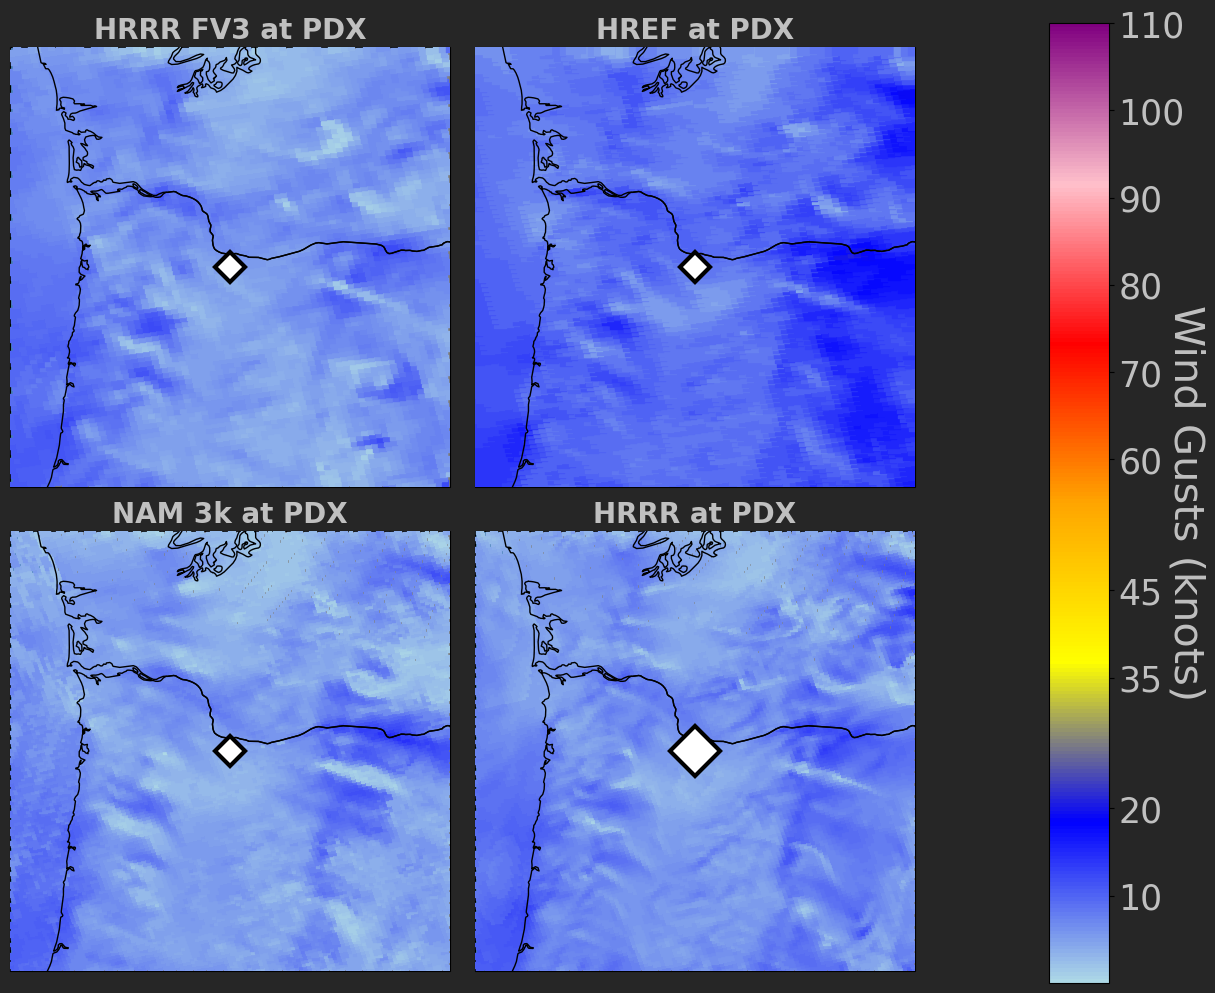 HRRR FV3 at PDX
HREF at PDX
NAM 3k at PDX
HRRR at PDX
110
100
90
80
70
60
45
35
20
10
Wind Gusts (knots)